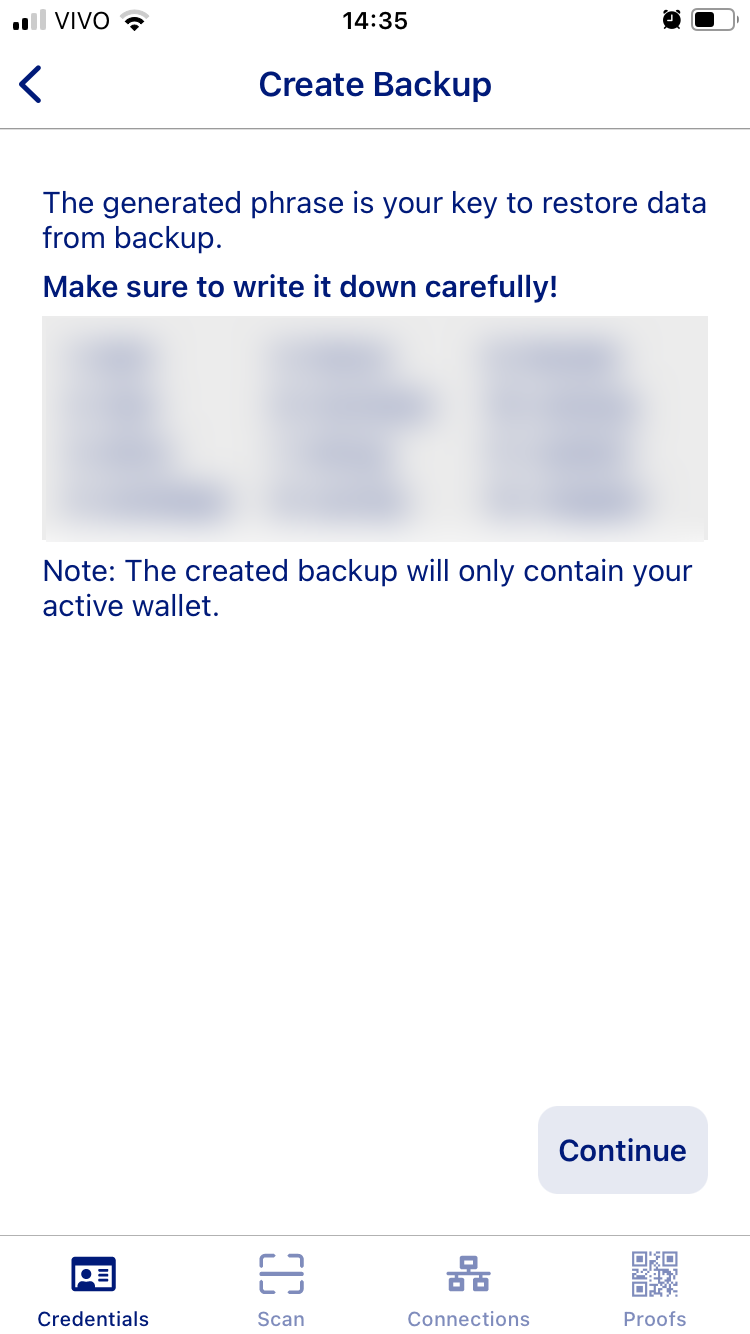 VIVO
14:35
Create Backup
The generated phrase is your key to restore data
from backup.
Make sure to write it down carefully!
Note: The created backup will only contain your
active wallet.
Continue
Credentials
Scan
Connections
Proofs